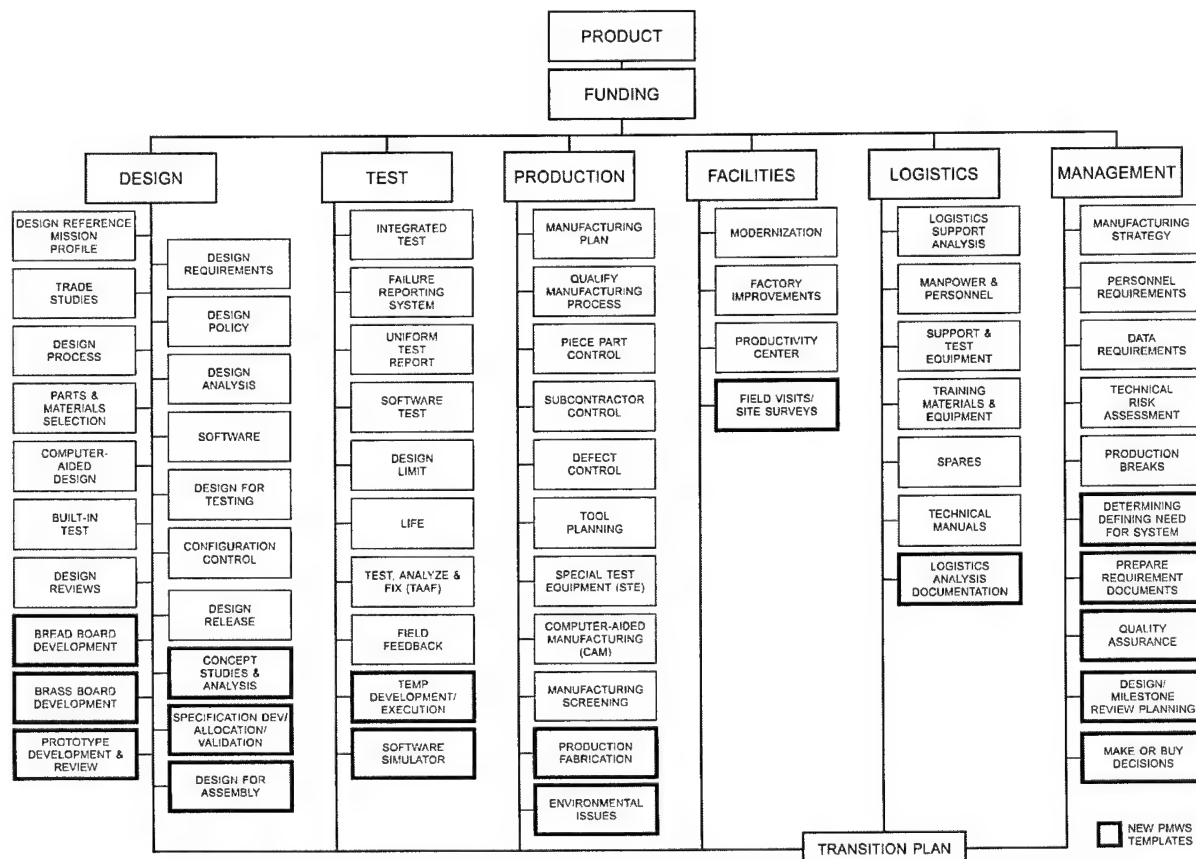 PRODUCT
FUNDING
DESIGN
DESIGN REFERENCE
MISSION
PROFILE
TRADE
STUDIES
DESIGN
PROCESS
PARTS &
MATERIALS
SELECTION
COMPUTER-
AIDED
DESIGN
BUILT-IN
TEST
DESIGN
REVIEWS
BREAD BOARD
DEVELOPMENT
BRASS BOARD
DEVELOPMENT
PROTOTYPE
DEVELOPMENT &
REVIEW
DESIGN
REQUIREMENTS
DESIGN
POLICY
DESIGN
ANALYSIS
SOFTWARE
DESIGN FOR
TESTING
CONFIGURATION
CONTROL
DESIGN
RELEASE
CONCEPT
STUDIES &
ANALYSIS
SPECIFICATION DEV/
ALLOCATION/
VALIDATION
DESIGN FOR
ASSEMBLY
TEST
INTEGRATED
TEST
FAILURE
REPORTING
SYSTEM
UNIFORM
TEST
REPORT
SOFTWARE
TEST
DESIGN
LIMIT
LIFE
TEST, ANALYZE &
FIX (TAAF)
FIELD
FEEDBACK
TEMP
DEVELOPMENT/
EXECUTION
SOFTWARE
SIMULATOR
PRODUCTION
MANUFACTURING
PLAN
QUALIFY
MANUFACTURING
PROCESS
PIECE PART
CONTROL
SUBCONTRACTOR
CONTROL
DEFECT
CONTROL
TOOL
PLANNING
SPECIAL TEST
EQUIPMENT (STE)
COMPUTER-AIDED
MANUFACTURING
(CAM)
MANUFACTURING
SCREENING
PRODUCTION
FABRICATION
ENVIRONMENTAL
ISSUES
FACILITIES
MODERNIZATION
FACTORY
IMPROVEMENTS
PRODUCTIVITY
CENTER
FIELD VISITS/
SITE SURVEYS
LOGISTICS
LOGISTICS
SUPPORT
ANALYSIS
MANPOWER &
PERSONNEL
SUPPORT &
TEST
EQUIPMENT
TRAINING
MATERIALS &
EQUIPMENT
SPARES
TECHNICAL
MANUALS
LOGISTICS
ANALYSIS
DOCUMENTATION
MANAGEMENT
MANUFACTURING
STRATEGY
PERSONNEL
REQUIREMENTS
DATA
REQUIREMENTS
TECHNICAL
RISK
ASSESSMENT
PRODUCTION
BREAKS
DETERMINING
DEFINING NEED
FOR SYSTEM
PREPARE
REQUIREMENT
DOCUMENTS
QUALITY
ASSURANCE
DESIGN/
MILESTONE
REVIEW PLANNING
MAKE OR BUY
DECISIONS
TRANSITION PLAN
NEW PMWS
TEMPLATES